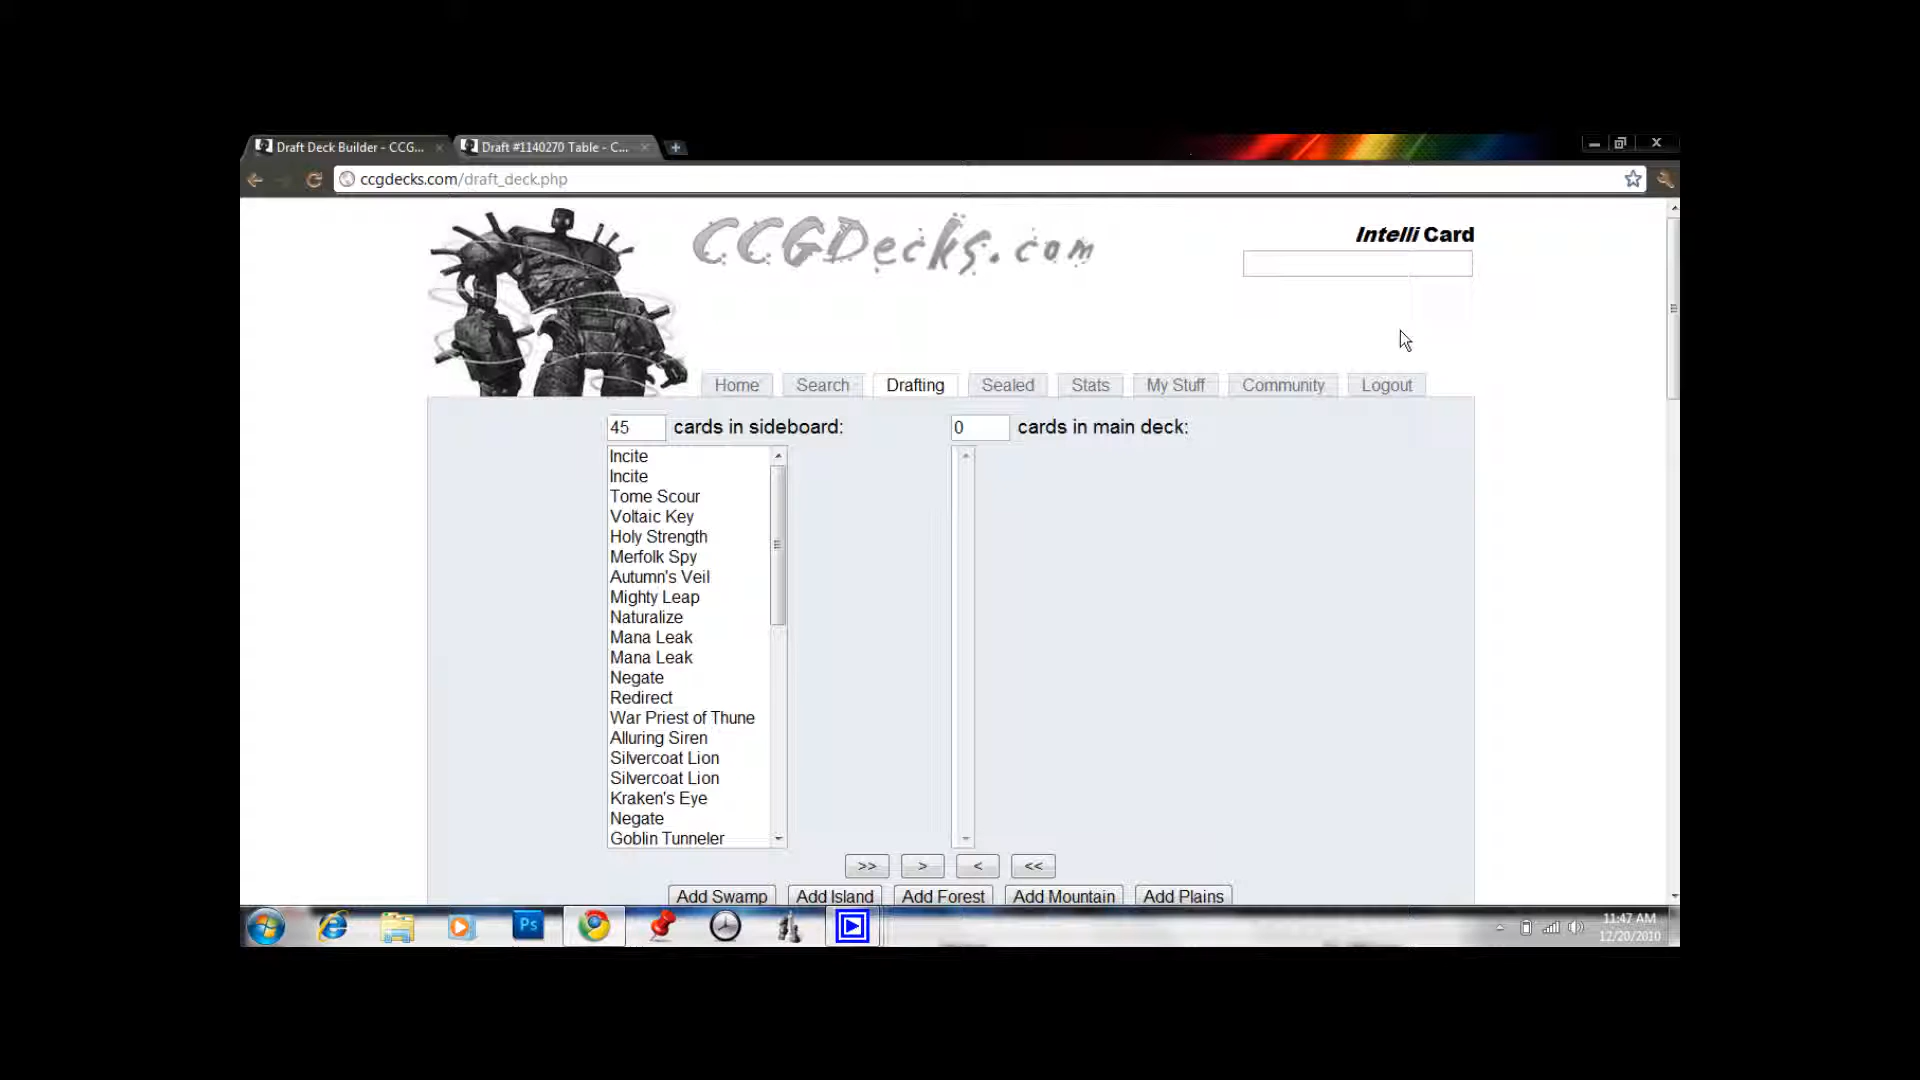 Draft Deck Builder - CCG...
Draft #1140270 Table - C...
ccgdecks.com/draft_deck.php
CCGDecks.com
Intelli Card
Home
Search
Drafting
Sealed
Stats
My Stuff
Community
Logout
45 cards in sideboard:
0 cards in main deck:
Incite
Incite
Tome Scour
Voltaic Key
Holy Strength
Merfolk Spy
Autumn's Veil
Mighty Leap
Naturalize
Mana Leak
Mana Leak
Negate
Redirect
War Priest of Thune
Alluring Siren
Silvercoat Lion
Silvercoat Lion
Kraken's Eye
Negate
Goblin Tunneler
>>
>
<
<<
Add Swamp
Add Island
Add Forest
Add Mountain
Add Plains
Ps
11:47 AM
12/20/2010